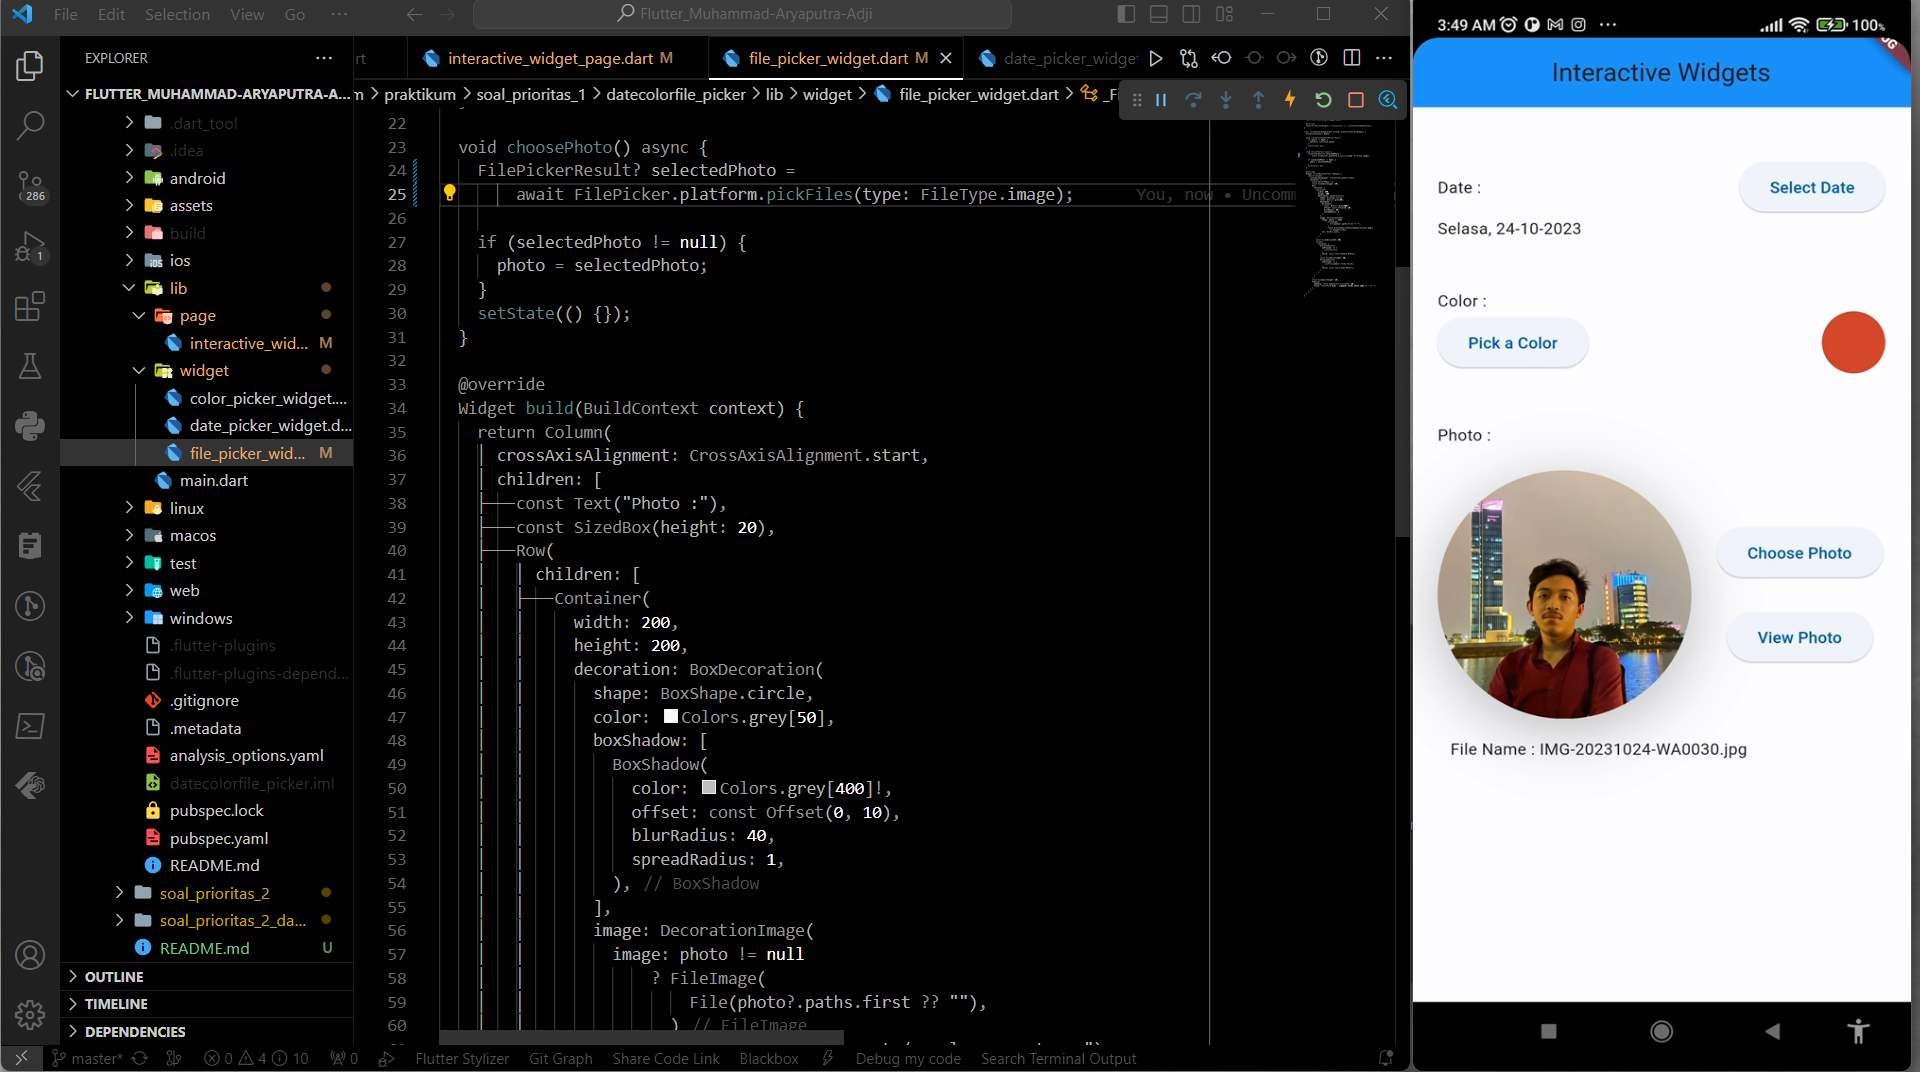 File Edit Selection View Go ···
Flutter_Muhammad-Aryaputra-Adji
EXPLORER
FLUTTER_MUHAMMAD-ARYAPUTRA-A...
.dart_tool
.idea
android
assets
build
ios
lib
page
interactive_wid... M
widget
color_picker_widget....
date_picker_widget.d...
file_picker_wid... M
main.dart
linux
macos
test
web
windows
.flutter-plugins
.flutter-plugins-depend...
.gitignore
.metadata
analysis_options.yaml
datecolorfile_picker.iml
pubspec.lock
pubspec.yaml
README.md
soal_prioritas_2
soal_prioritas_2_da...
README.md U
OUTLINE
TIMELINE
DEPENDENCIES
286
1
rt interactive_widget_page.dart M file_picker_widget.dart M date_picker_widge
m > praktikum > soal_prioritas_1 > datecolorfile_picker > lib > widget > file_picker_widget.dart > _Fi
22
23 void choosePhoto() async {
24 FilePickerResult? selectedPhoto =
25 await FilePicker.platform.pickFiles(type: FileType.image); You, now • Uncomm
26
27 if (selectedPhoto != null) {
28 photo = selectedPhoto;
29 }
30 setState(() {});
31 }
32
33 @override
34 Widget build(BuildContext context) {
35 return Column(
36 crossAxisAlignment: CrossAxisAlignment.start,
37 children: [
38 const Text("Photo :"),
39 const SizedBox(height: 20),
40 Row(
41 children: [
42 Container(
43 width: 200,
44 height: 200,
45 decoration: BoxDecoration(
46 shape: BoxShape.circle,
47 color: Colors.grey[50],
48 boxShadow: [
49 BoxShadow(
50 color: Colors.grey[400]!,
51 offset: const Offset(0, 10),
52 blurRadius: 40,
53 spreadRadius: 1,
54 ), // BoxShadow
55 ],
56 image: DecorationImage(
57 image: photo != null
58 ? FileImage(
59 File(photo?.paths.first ?? ""),
60 ) // FileImage
master* 0 4 10 0 Flutter Stylizer Git Graph Share Code Link Blackbox Debug my code Search Terminal Output
3:49 AM ··· 100%
Interactive Widgets
Date :
Select Date
Selasa, 24-10-2023
Color :
Pick a Color
Photo :
Choose Photo
View Photo
File Name : IMG-20231024-WA0030.jpg